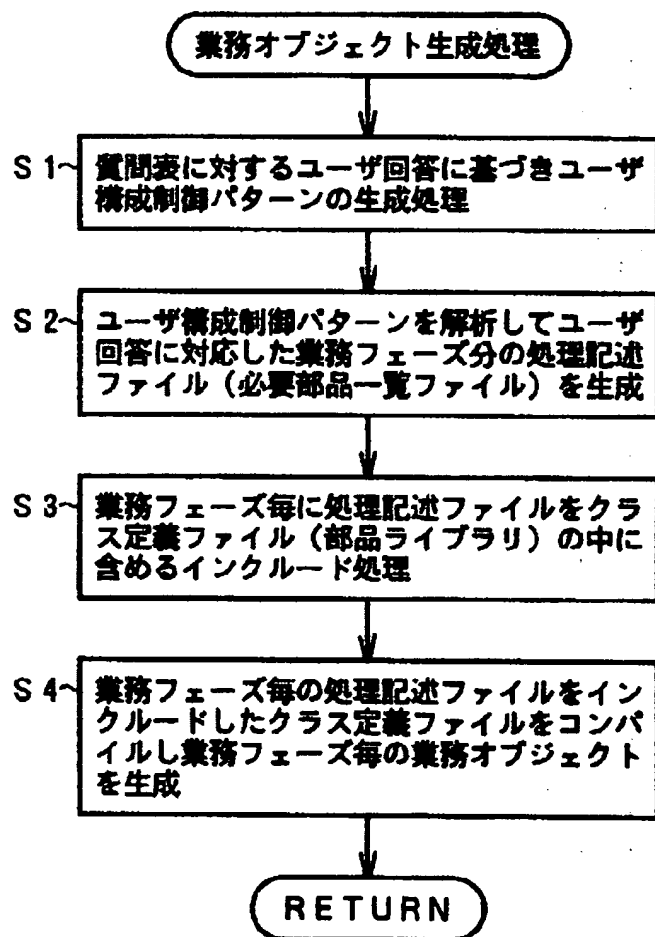 業務オブジェクト生成処理
S1~ 質問表に対するユーザ回答に基づきユーザ
構成制御パターンの生成処理
S2~ ユーザ構成制御パターンを解析してユーザ
回答に対応した業務フェーズ分の処理記述
ファイル（必要部品一覧ファイル）を生成
S3~ 業務フェーズ毎に処理記述ファイルをクラ
ス定義ファイル（部品ライブラリ）の中に
含めるインクルード処理
S4~ 業務フェーズ毎の処理記述ファイルをイン
クルードしたクラス定義ファイルをコンパ
イルし業務フェーズ毎の業務オブジェクト
を生成
RETURN